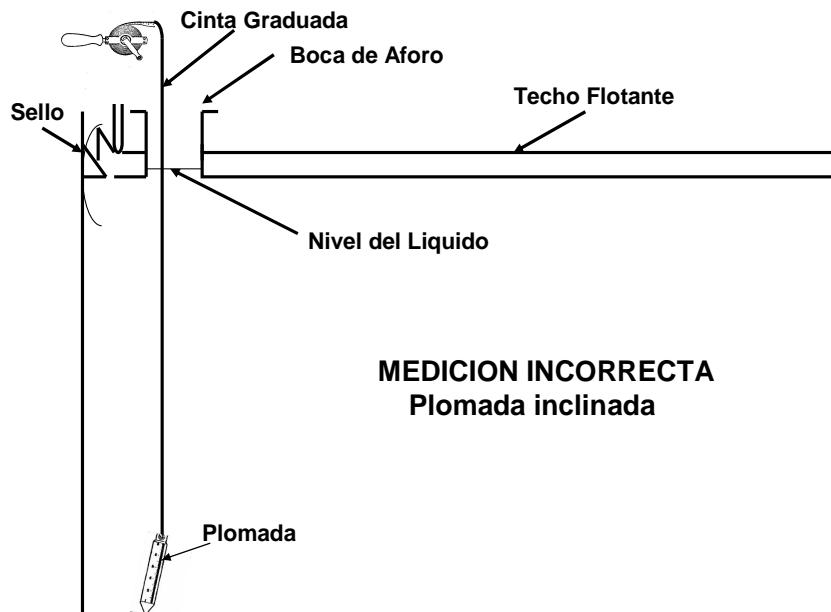 Cinta Graduada
Boca de Aforo
Techo Flotante
Sello
Nivel del Liquido
MEDICION INCORRECTA
Plomada inclinada
Plomada